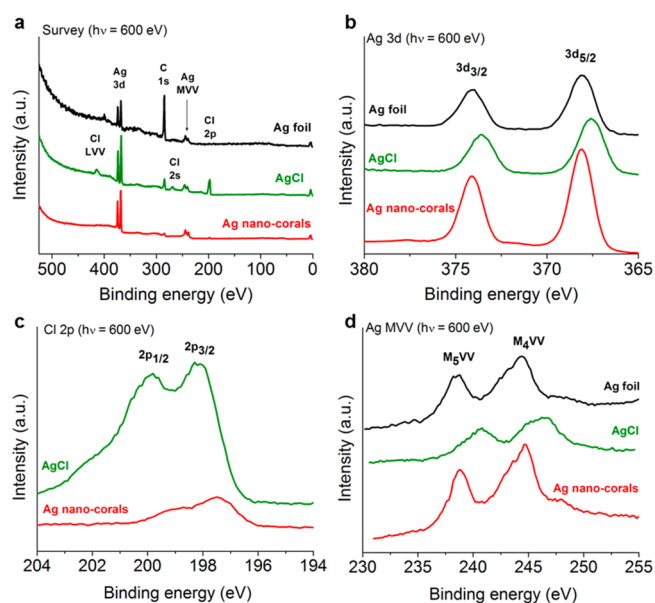 a Survey (hν = 600 eV)
Intensity (a.u.)
Ag
3d
C
1s
Ag
MVV
Cl
2p
Ag foil
Cl
LVV
Cl
2s
AgCl
Ag nano-corals
500 400 300 200 100 0
Binding energy (eV)
b Ag 3d (hν = 600 eV)
Intensity (a.u.)
3d3/2
3d5/2
Ag foil
AgCl
Ag nano-corals
380 375 370 365
Binding energy (eV)
c Cl 2p (hν = 600 eV)
Intensity (a.u.)
2p1/2
2p3/2
AgCl
Ag nano-corals
204 202 200 198 196 194
Binding energy (eV)
d Ag MVV (hν = 600 eV)
Intensity (a.u.)
M5VV
M4VV
Ag foil
AgCl
Ag nano-corals
230 235 240 245 250 255
Binding energy (eV)